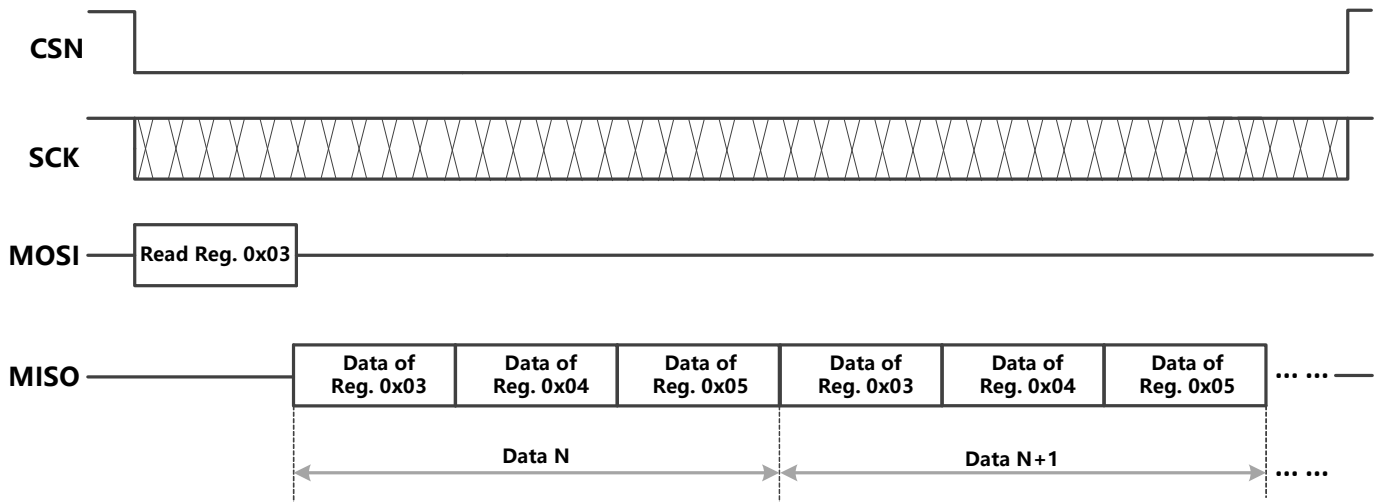 CSN
SCK
MOSI
Read Reg. 0x03
MISO
Data of
Reg. 0x03
Data of
Reg. 0x04
Data of
Reg. 0x05
Data of
Reg. 0x03
Data of
Reg. 0x04
Data of
Reg. 0x05
... ...
Data N
Data N+1
... ...